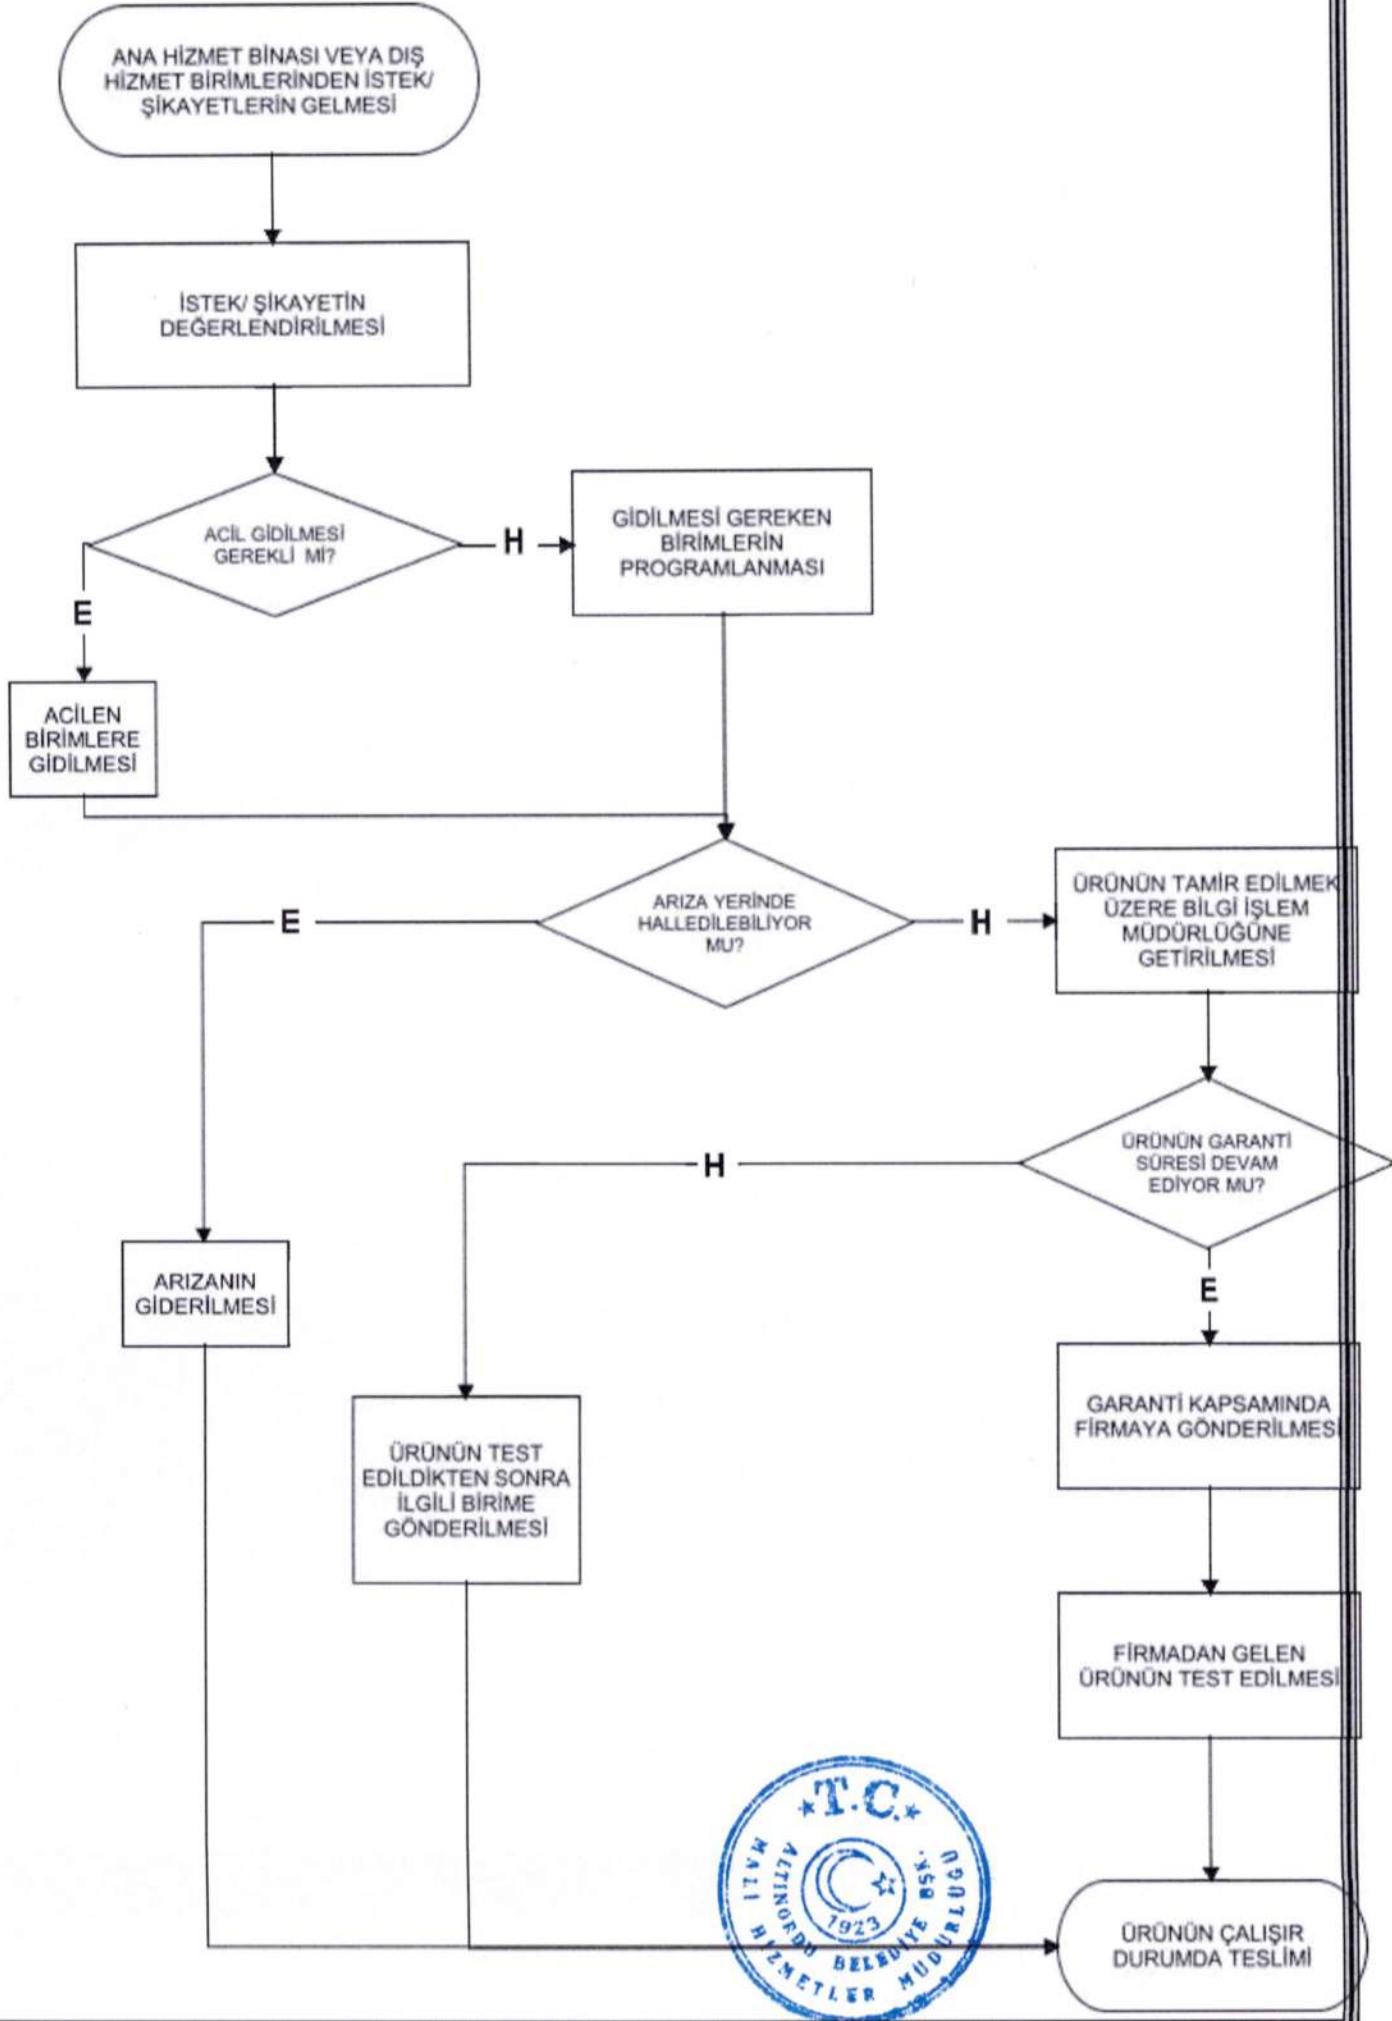 ANA HİZMET BİNASI VEYA DIŞ
HİZMET BİRİMLERİNDEN İSTEK/
ŞİKAYETLERİN GELMESİ
İSTEK/ ŞİKAYETİN
DEĞERLENDİRİLMESİ
ACİL GİDİLMESİ
GEREKLİ Mİ?
H
GİDİLMESİ GEREKEN
BİRİMLERİN
PROGRAMLANMASI
E
ACİLEN
BİRİMLERE
GİDİLMESİ
E
ARIZA YERİNDE
HALLEDİLEBİLİYOR
MU?
H
ÜRÜNÜN TAMİR EDİLMEK
ÜZERE BİLGİ İŞLEM
MÜDÜRLÜĞÜNE
GETİRİLMESİ
H
ÜRÜNÜN GARANTİ
SÜRESİ DEVAM
EDİYOR MU?
E
ARIZANIN
GİDERİLMESİ
GARANTİ KAPSAMINDA
FİRMAYA GÖNDERİLMESİ
ÜRÜNÜN TEST
EDİLDİKTEN SONRA
İLGİLİ BİRİME
GÖNDERİLMESİ
FİRMADAN GELEN
ÜRÜNÜN TEST EDİLMESİ
T.C.
ALTINORDU BELEDİYE BŞK.
MALİ HİZMETLER MÜDÜRLÜĞÜ
1923
ÜRÜNÜN ÇALIŞIR
DURUMDA TESLİMİ